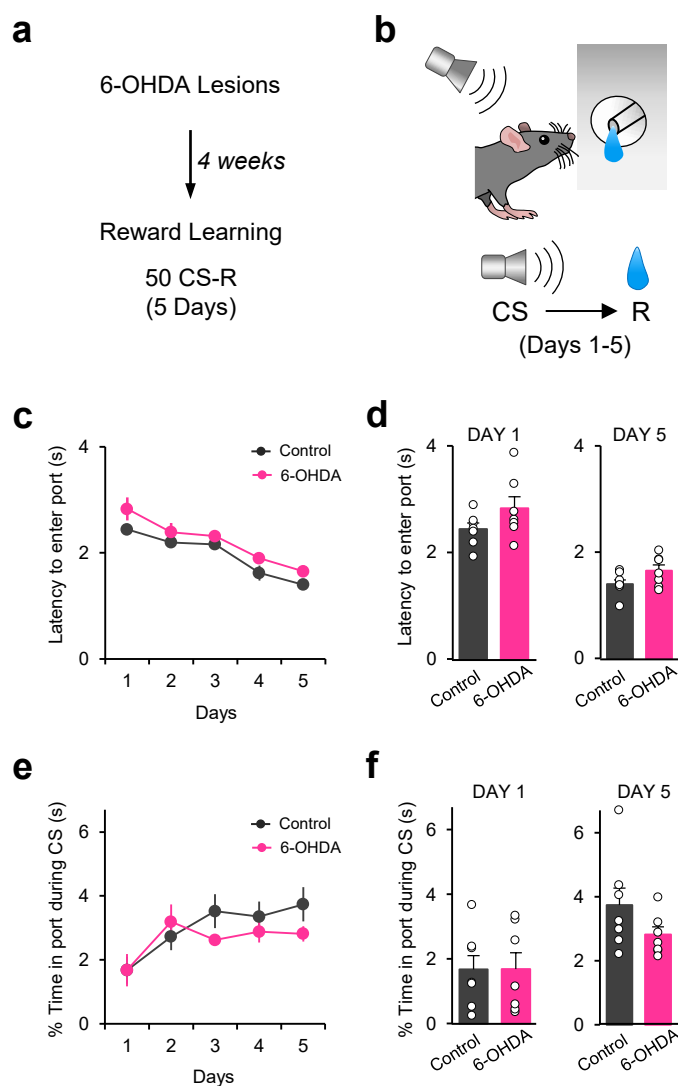 a
6-OHDA Lesions
4 weeks
Reward Learning
50 CS-R
(5 Days)
b
CS
R
(Days 1-5)
c
4
2
0
Latency to enter port (s)
Control
6-OHDA
1 2 3 4 5
Days
d
DAY 1
4
2
0
Latency to enter port (s)
Control
6-OHDA
DAY 5
4
2
0
Control
6-OHDA
e
6
4
2
0
% Time in port during CS (s)
Control
6-OHDA
1 2 3 4 5
Days
f
DAY 1
6
4
2
0
% Time in port during CS (s)
Control
6-OHDA
DAY 5
6
4
2
0
Control
6-OHDA